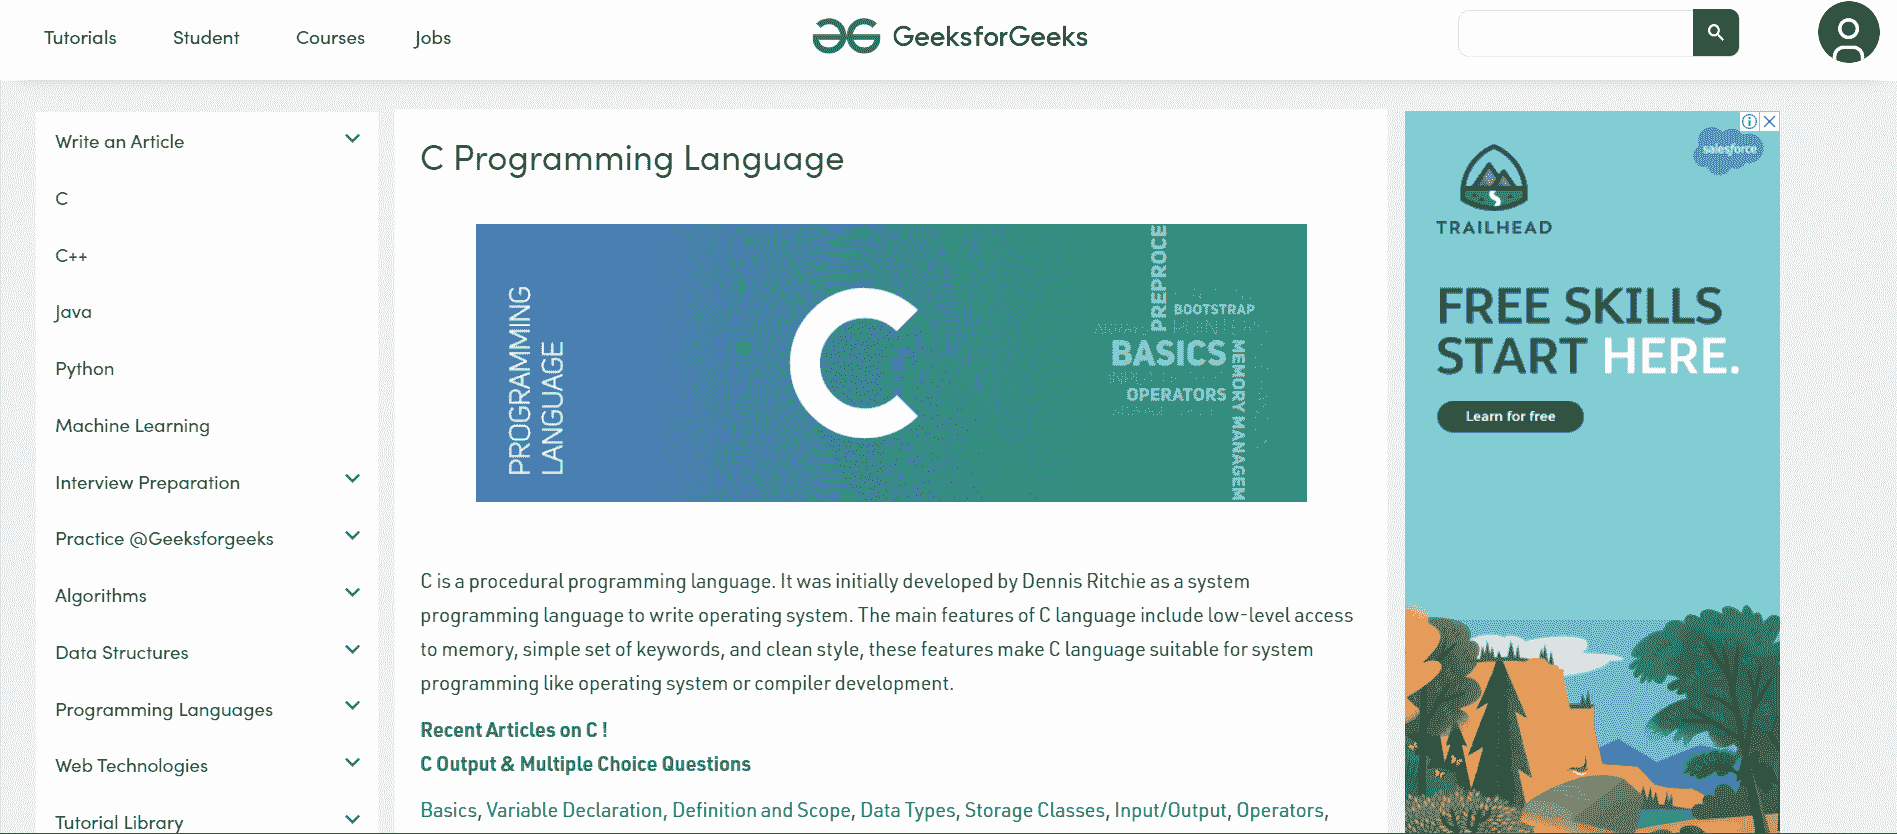 Tutorials
Student
Courses
Jobs
GeeksforGeeks
Write an Article
C
C++
Java
Python
Machine Learning
Interview Preparation
Practice @Geeksforgeeks
Algorithms
Data Structures
Programming Languages
Web Technologies
Tutorial Library
C Programming Language
PROGRAMMING
LANGUAGE
C
PREPROCE
BOOTSTRAP
BASICS
OPERATORS
MEMORY MANAGEM
C is a procedural programming language. It was initially developed by Dennis Ritchie as a system
programming language to write operating system. The main features of C language include low-level access
to memory, simple set of keywords, and clean style, these features make C language suitable for system
programming like operating system or compiler development.
Recent Articles on C !
C Output & Multiple Choice Questions
Basics, Variable Declaration, Definition and Scope, Data Types, Storage Classes, Input/Output, Operators,
salesforce
TRAILHEAD
FREE SKILLS
START HERE.
Learn for free